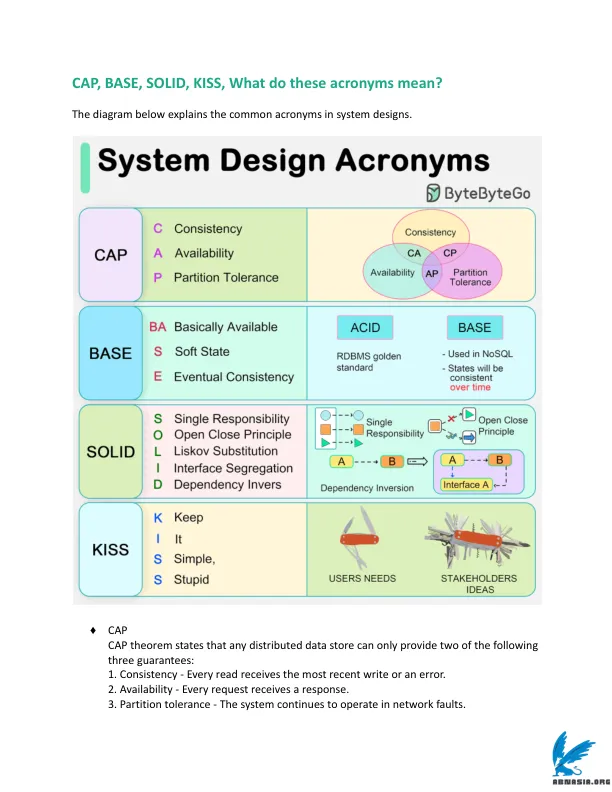 CAP, BASE, SOLID, KISS, What do these acronyms mean?
The diagram below explains the common acronyms in system designs.
System Design Acronyms
ByteByteGo
CAP
C Consistency
A Availability
P Partition Tolerance
Consistency
CA CP
Availability AP Partition
Tolerance
BASE
BA Basically Available
S Soft State
E Eventual Consistency
ACID
RDBMS golden
standard
BASE
- Used in NoSQL
- States will be
consistent
over time
SOLID
S Single Responsibility
O Open Close Principle
L Liskov Substitution
I Interface Segregation
D Dependency Invers
Single
Responsibility
Open Close
Principle
A B
A B
Interface A
Dependency Inversion
KISS
K Keep
I It
S Simple,
S Stupid
USERS NEEDS
STAKEHOLDERS
IDEAS
♦ CAP
CAP theorem states that any distributed data store can only provide two of the following
three guarantees:
1. Consistency - Every read receives the most recent write or an error.
2. Availability - Every request receives a response.
3. Partition tolerance - The system continues to operate in network faults.
ABNASIA.ORG